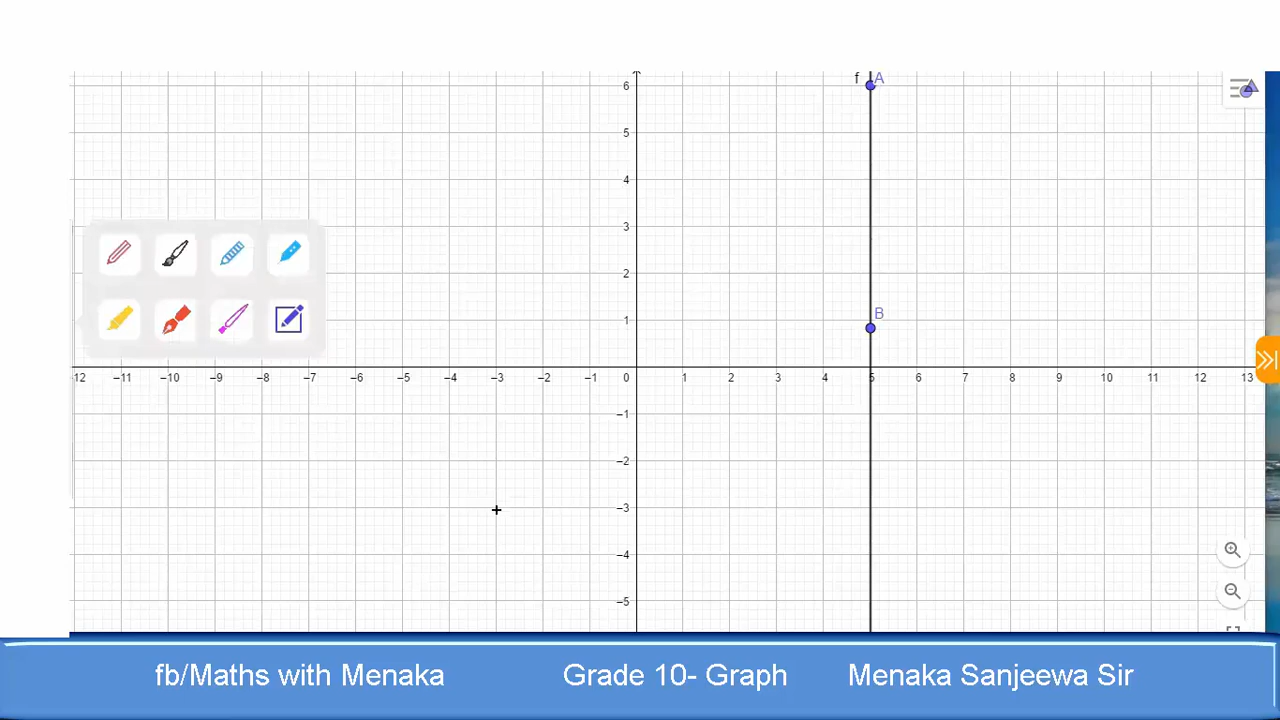 f A
6
5
4
3
2
1
B
12 −11 −10 −9 −8 −7 −6 −5 −4 −3 −2 −1 0 1 2 3 4 5 6 7 8 9 10 11 12 13
−1
−2
−3
−4
−5
fb/Maths with Menaka Grade 10- Graph Menaka Sanjeewa Sir